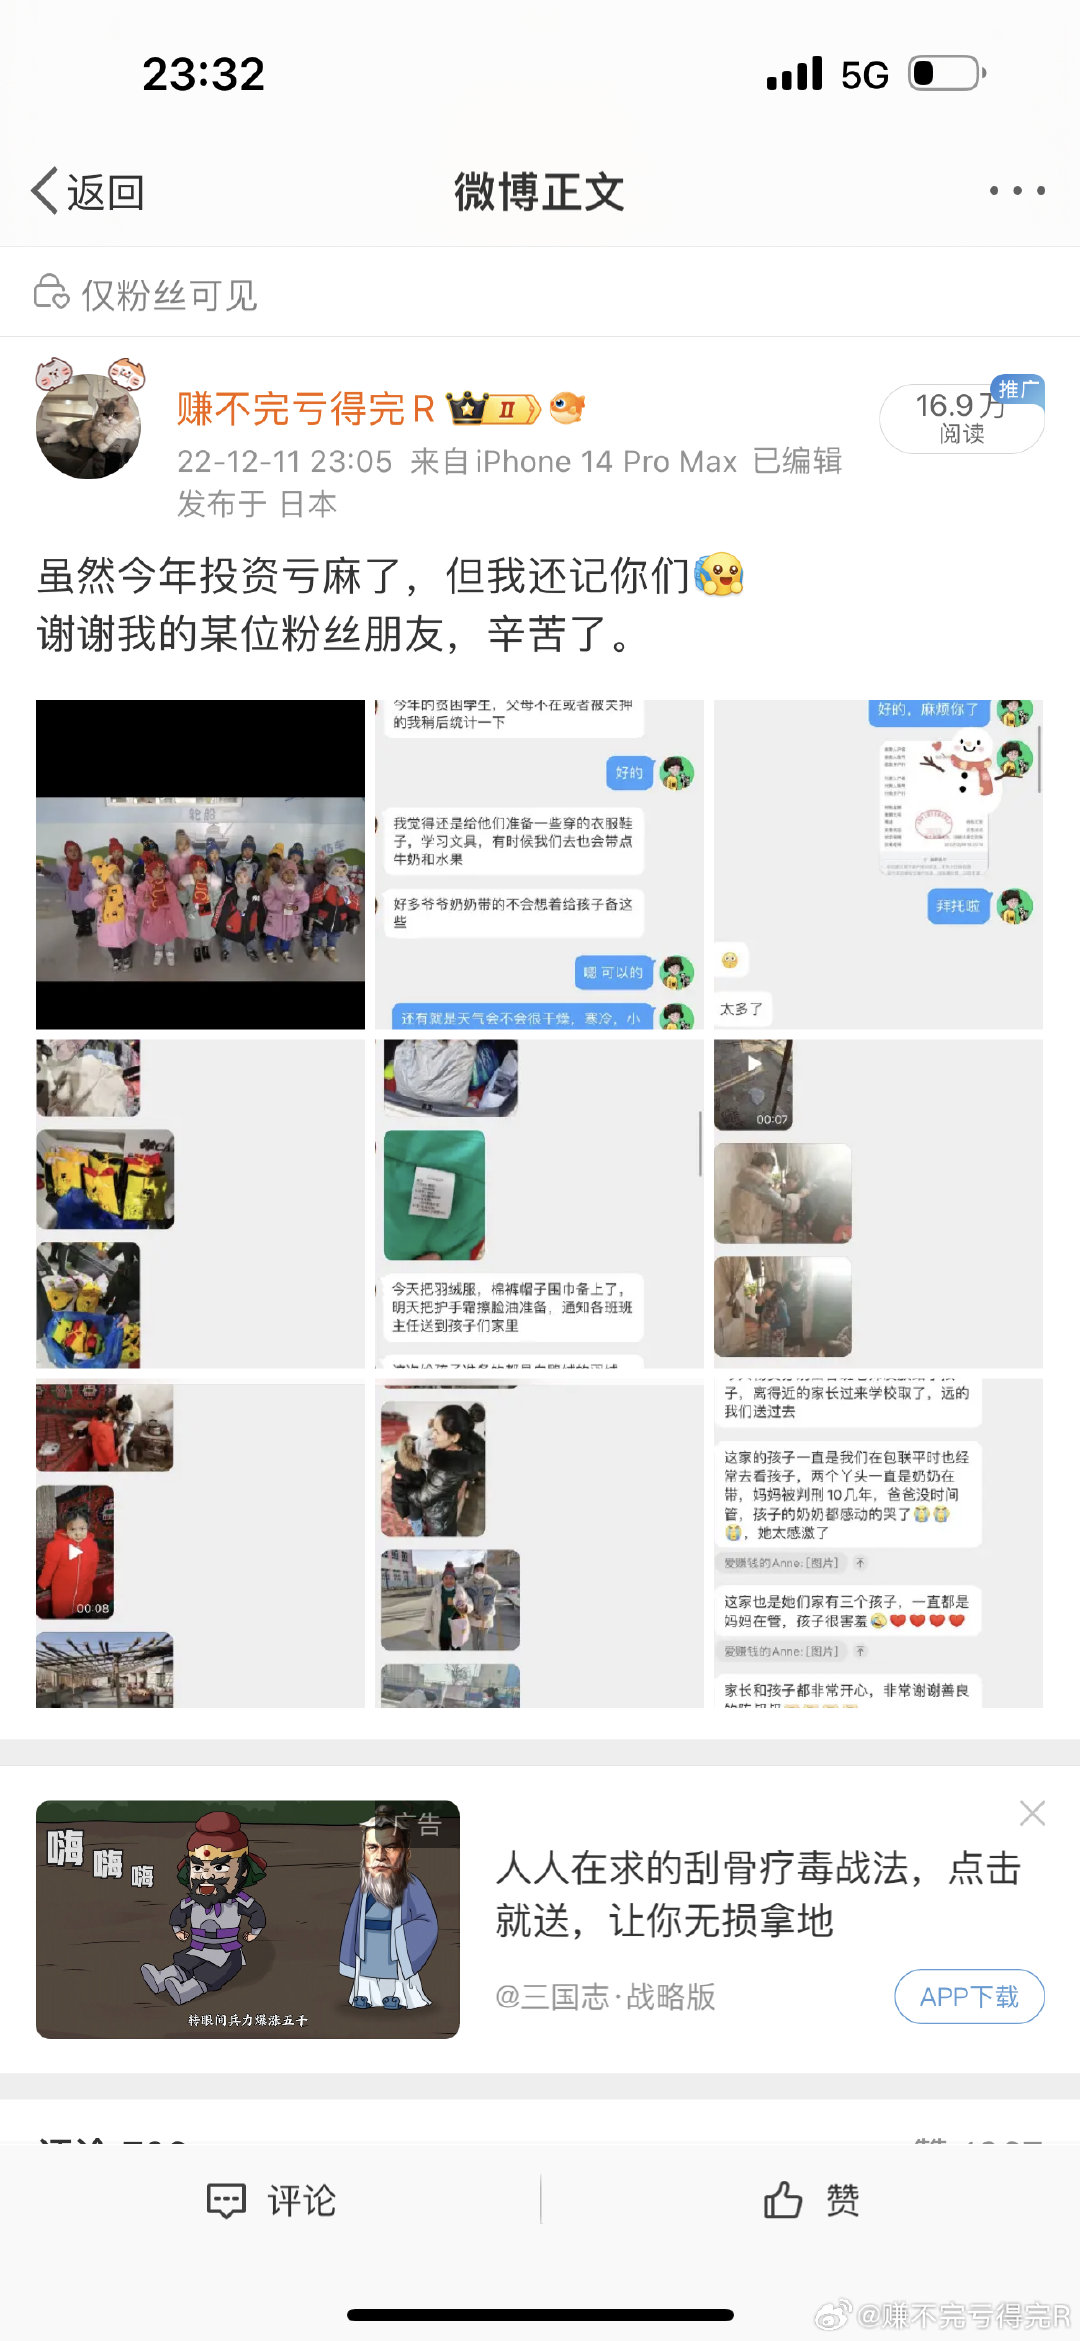 23:32
5G
返回
微博正文
仅粉丝可见
赚不完亏得完R
II
推广
16.9万
阅读
22-12-11 23:05 来自 iPhone 14 Pro Max 已编辑
发布于 日本
虽然今年投资亏麻了，但我还记你们
谢谢我的某位粉丝朋友，辛苦了。
今年的贫困学生，父母不在或者被关押
的我稍后统计一下
好的
我觉得还是给他们准备一些穿的衣服鞋
子，学习文具，有时候我们去也会带点
牛奶和水果
好多爷爷奶奶带的不会想着给孩子备这
些
嗯 可以的
还有就是天气会不会很干燥，寒冷，小
好的，麻烦你了
拜托啦
太多了
今天把羽绒服，棉裤帽子围巾备上了，
明天把护手霜擦脸油准备，通知各班班
主任送到孩子们家里
00:07
00:08
子，离得近的家长过来学校取了，远的
我们送过去
这家的孩子一直是我们在包联平时也经
常去看孩子，两个丫头一直是奶奶在
带，妈妈被判刑10几年，爸爸没时间
管，孩子的奶奶都感动的哭了
，她太感激了
爱赚钱的Anne:[图片]
这家也是她们家有三个孩子，一直都是
妈妈在管，孩子很害羞
爱赚钱的Anne:[图片]
家长和孩子都非常开心，非常谢谢善良
广告
嗨 嗨 嗨
转眼间兵力爆涨五千
人人在求的刮骨疗毒战法，点击
就送，让你无损拿地
@三国志·战略版
APP下载
评论
赞
@赚不完亏得完R